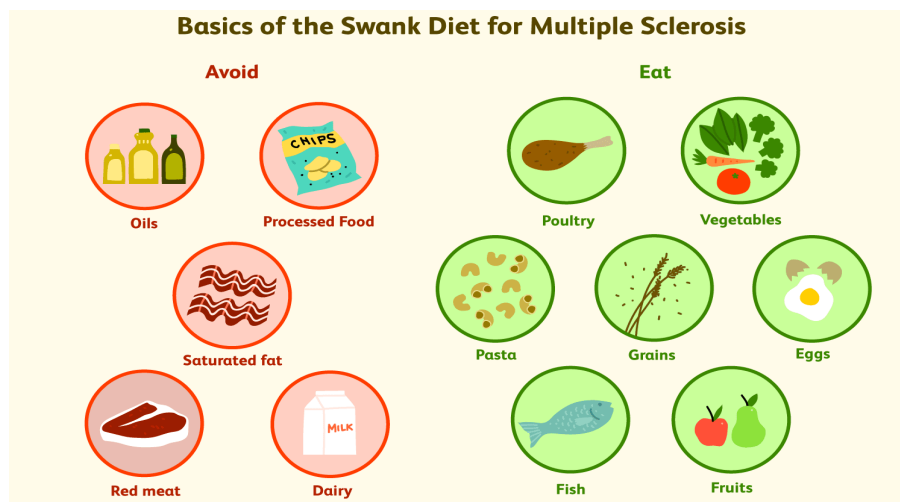 Basics of the Swank Diet for Multiple Sclerosis
Avoid
Eat
CHIPS
Oils
Processed Food
Poultry
Vegetables
Saturated fat
Pasta
Grains
Eggs
MILK
Red meat
Dairy
Fish
Fruits